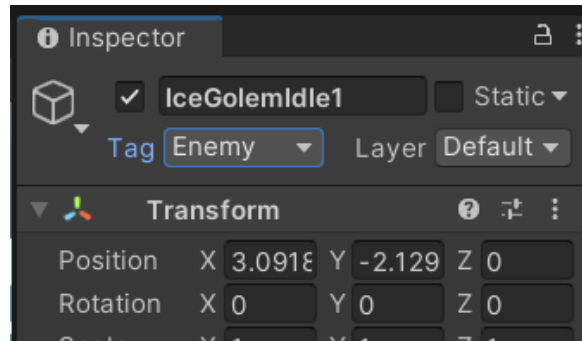 Inspector
IceGolemIdle1 Static
Tag Enemy Layer Default
Transform
Position X 3.0918 Y -2.129 Z 0
Rotation X 0 Y 0 Z 0